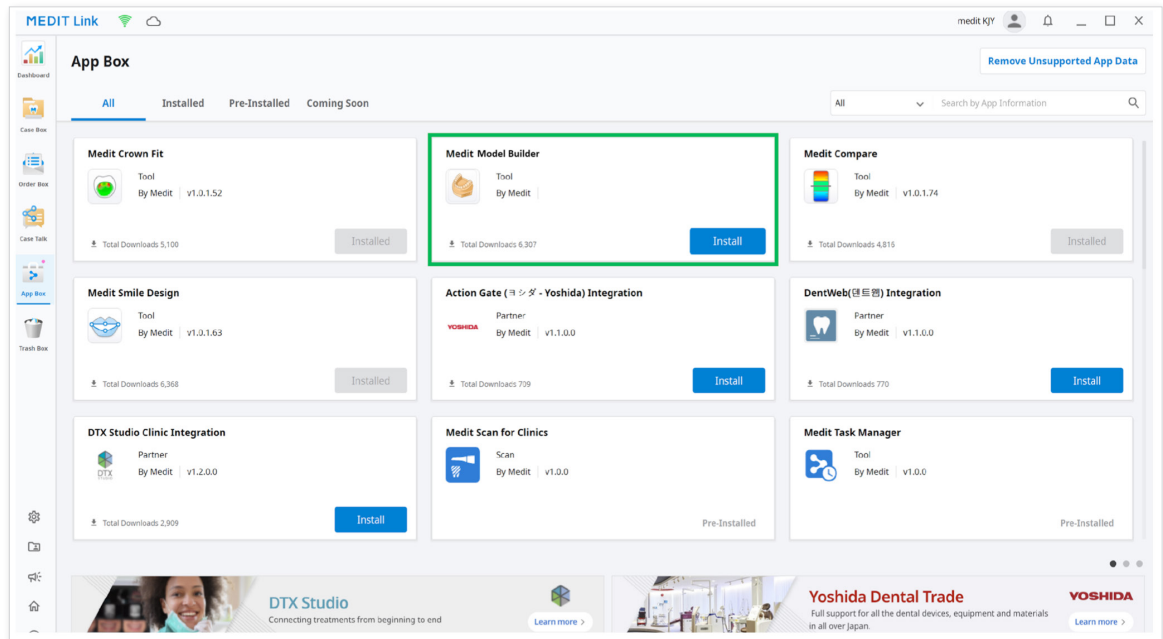 MEDIT Link
medit KJY
Dashboard
Case Box
Order Box
Case Talk
App Box
Trash Box
App Box
Remove Unsupported App Data
All
Installed
Pre-Installed
Coming Soon
All
Search by App Information
Medit Crown Fit
Tool
By Medit v1.0.1.52
Total Downloads 5,100
Installed
Medit Model Builder
Tool
By Medit
Total Downloads 6,307
Install
Medit Compare
Tool
By Medit v1.0.1.74
Total Downloads 4,816
Installed
Medit Smile Design
Tool
By Medit v1.0.1.63
Total Downloads 6,368
Installed
Action Gate (ヨシダ - Yoshida) Integration
YOSHIDA
Partner
By Medit v1.1.0.0
Total Downloads 709
Install
DentWeb(덴트웹) Integration
Partner
By Medit v1.1.0.0
Total Downloads 770
Install
DTX Studio Clinic Integration
DTX
STUDIO
Partner
By Medit v1.2.0.0
Total Downloads 2,909
Install
Medit Scan for Clinics
Scan
By Medit v1.0.0
Pre-Installed
Medit Task Manager
Tool
By Medit v1.0.0
Pre-Installed
DTX Studio
Connecting treatments from beginning to end
Learn more >
Yoshida Dental Trade
Full support for all the dental devices, equipment and materials
in all over Japan.
YOSHIDA
Learn more >